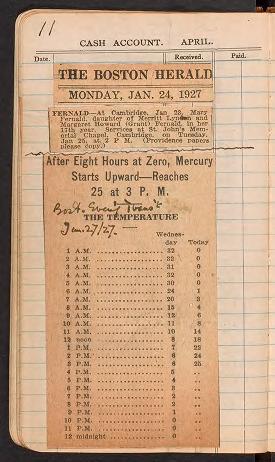 11
CASH ACCOUNT. APRIL.
Date. Received. Paid.
THE BOSTON HERALD
MONDAY, JAN. 24, 1927
FERNALD—At Cambridge, Jan 23, Mary
Fernald, daughter of Merritt Lyndon and
Margaret Howard (Grant) Fernald, in her
17th year. Services at St. John's Mem-
orial Chapel, Cambridge, on Tuesday,
Jan 25, at 2 P. M. (Providence papers
please copy.)
After Eight Hours at Zero, Mercury
Starts Upward—Reaches
25 at 3 P. M.
Bost. Even'g Trans't
THE TEMPERATURE
Jan. 27/27.
Wednes-
day Today
1 A.M. 32 0
2 A.M. 32 0
3 A.M. 31 0
4 A.M. 32 0
5 A.M. 30 0
6 A.M. 24 1
7 A.M. 20 3
8 A.M. 15 4
9 A.M. 12 6
10 A.M. 11 8
11 A.M. 10 14
12 noon 8 18
1 P.M. 7 22
2 P.M. 6 24
3 P.M. 6 25
4 P.M. 5 ..
5 P.M. 4 ..
6 P.M. 3 ..
7 P.M. 2 ..
8 P.M. 2 ..
9 P.M. 1 ..
10 P.M. 0 ..
11 P.M. 0 ..
12 midnight 0 ..